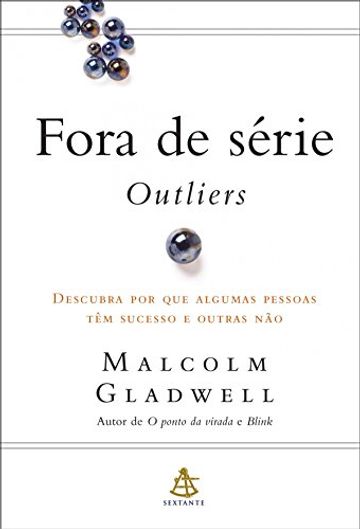 Fora de série
Outliers
DESCUBRA POR QUE ALGUMAS PESSOAS
TÊM SUCESSO E OUTRAS NÃO
MALCOLM
GLADWELL
Autor de O ponto da virada e Blink
SEXTANTE